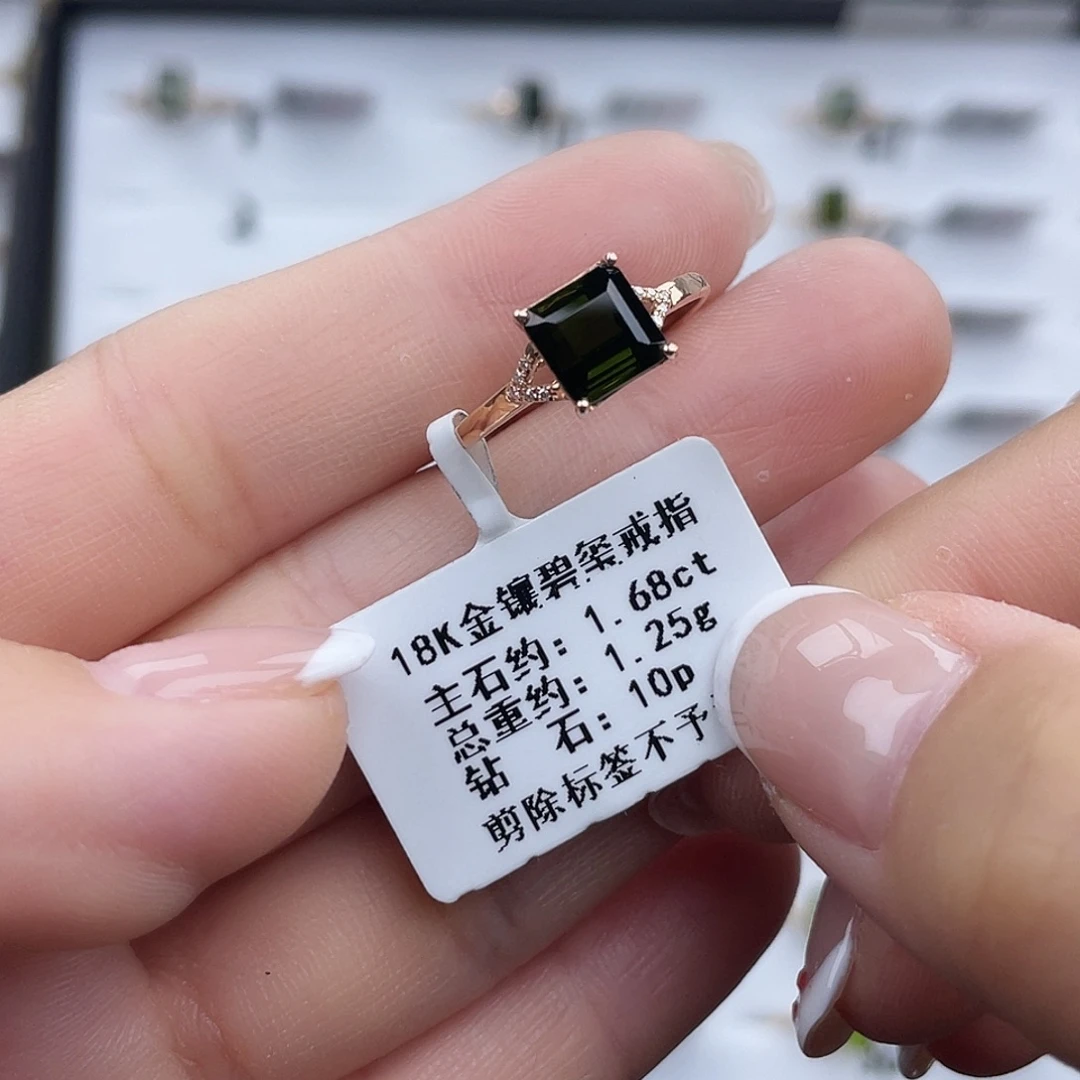 18K金镶碧玺戒指
主石约: 1.68ct
总重约: 1.25g
钻 石: 10p
剪除标签不予